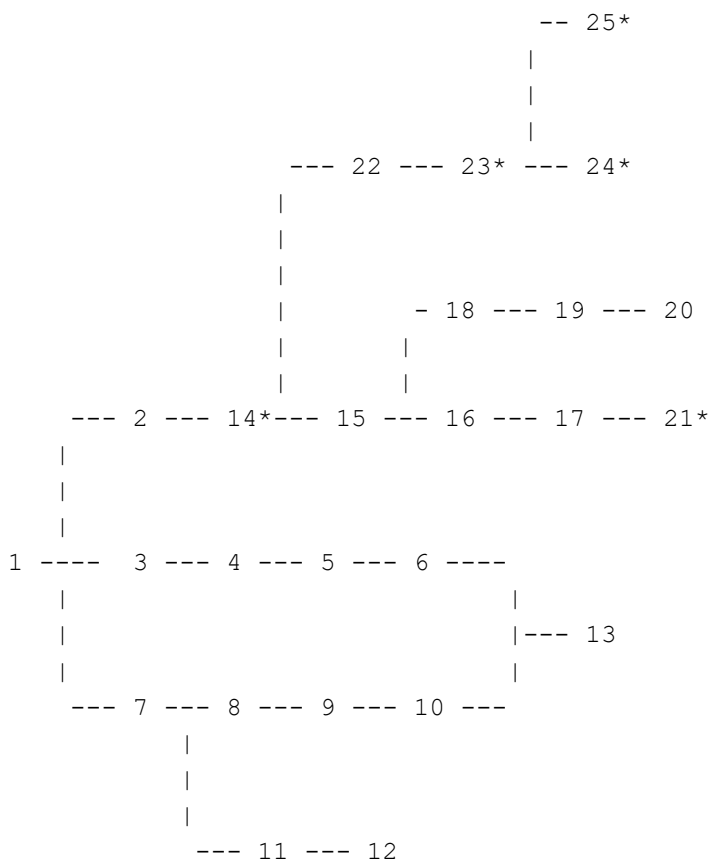 -- 25*
|
|
|
--- 22 --- 23* --- 24*
|
|
|
| - 18 --- 19 --- 20
| |
| |
--- 2 --- 14*--- 15 --- 16 --- 17 --- 21*
|
|
|
1 ---- 3 --- 4 --- 5 --- 6 ----
| |
| |--- 13
| |
--- 7 --- 8 --- 9 --- 10 ---
|
|
|
--- 11 --- 12